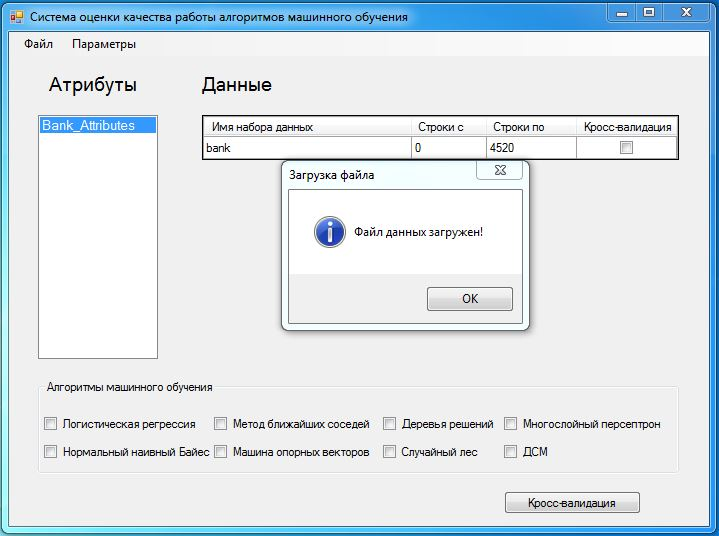 Система оценки качества работы алгоритмов машинного обучения
Файл Параметры
Атрибуты Данные
Bank_Attributes
Имя набора данных Строки с Строки по Кросс-валидация
bank 0 4520
Загрузка файла
Файл данных загружен!
OK
Алгоритмы машинного обучения
Логистическая регрессия Метод ближайших соседей Деревья решений Многослойный персептрон
Нормальный наивный Байес Машина опорных векторов Случайный лес ДСМ
Кросс-валидация